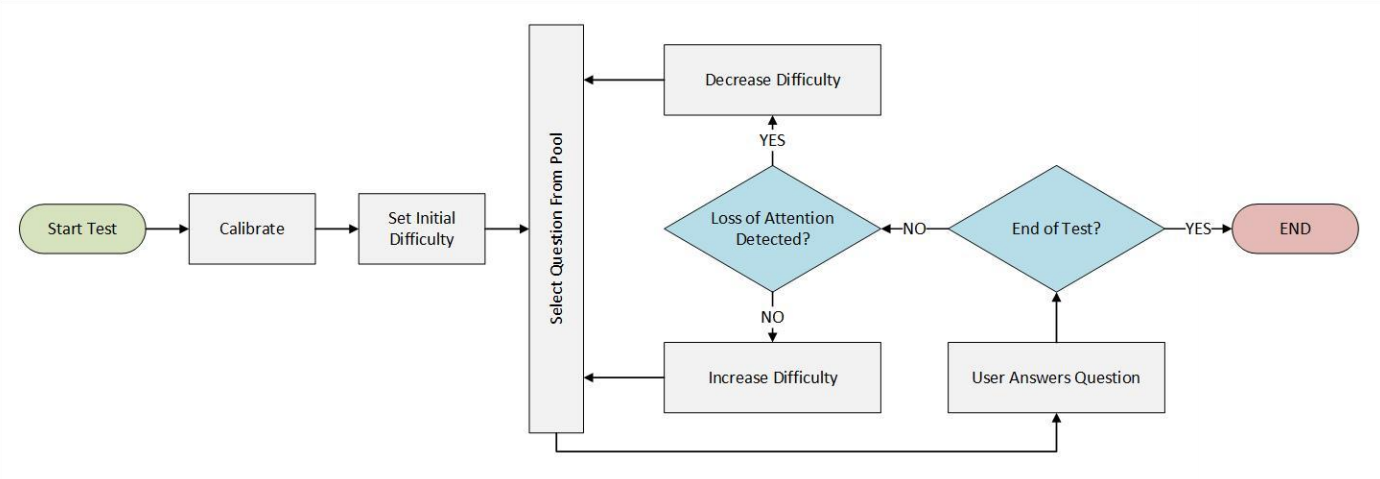 Start Test
Calibrate
Set Initial
Difficulty
Select Question From Pool
Decrease Difficulty
YES
Loss of Attention
Detected?
NO
Increase Difficulty
NO
End of Test?
YES
END
User Answers Question